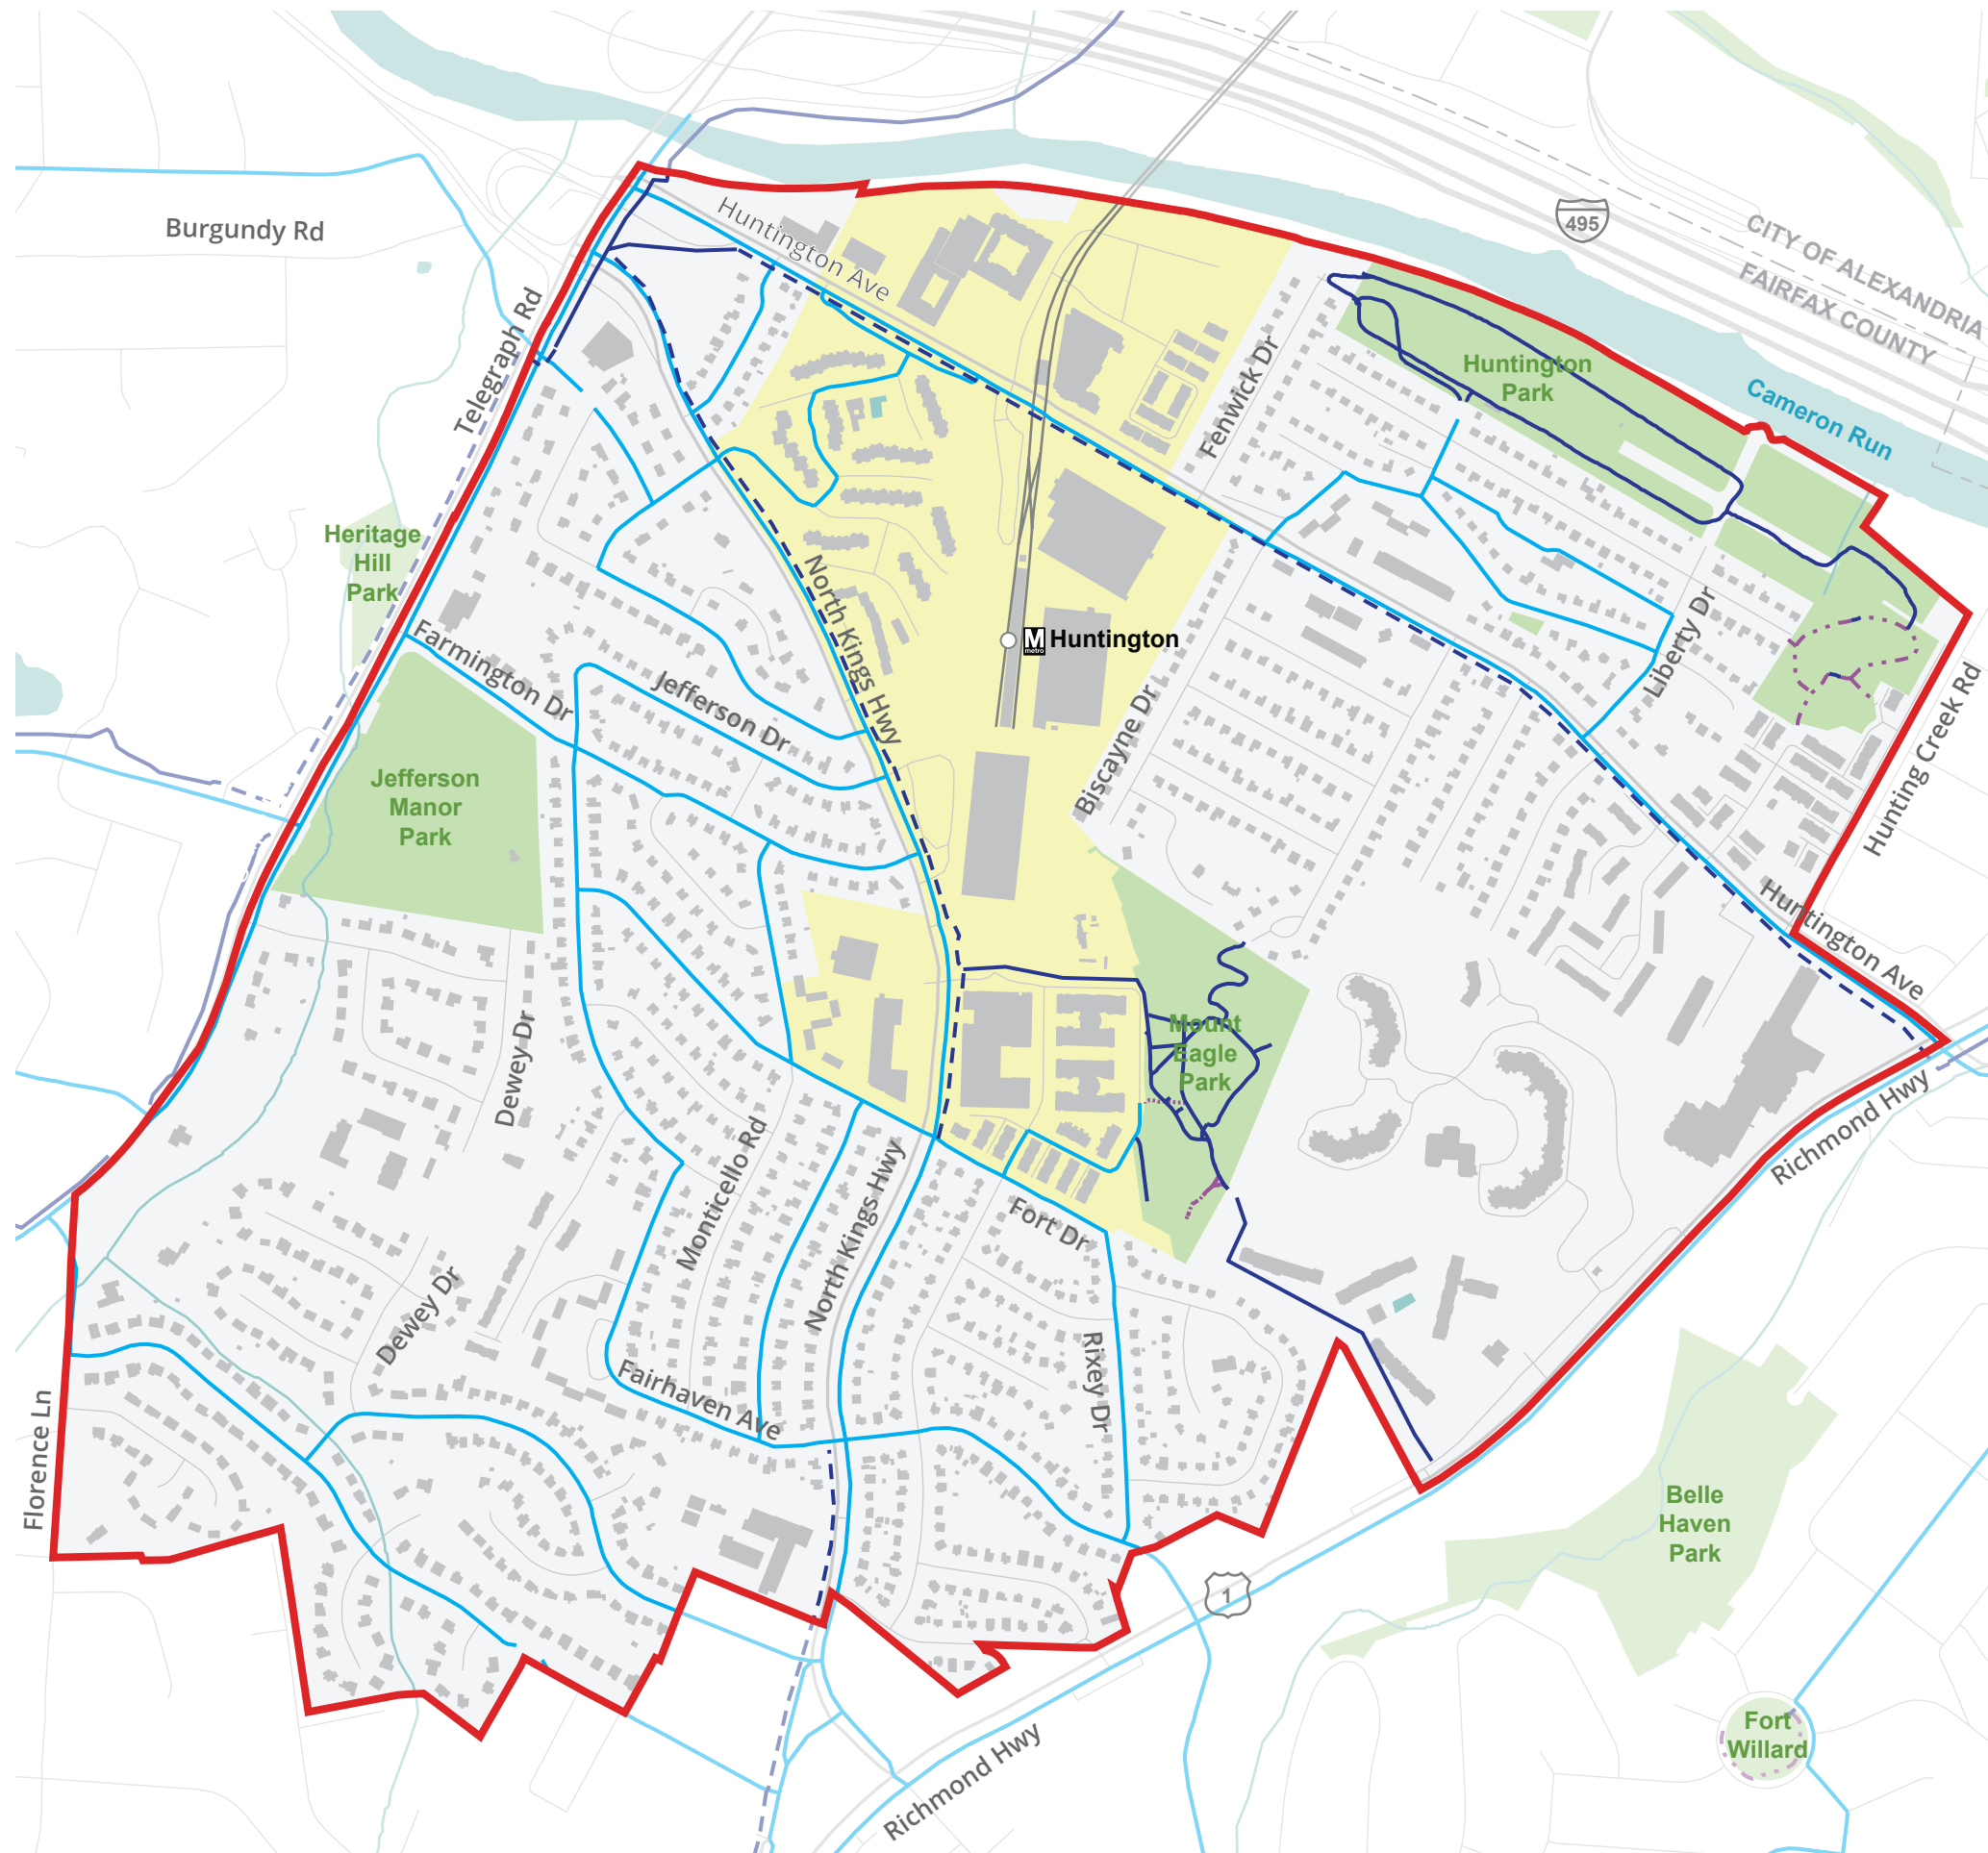 Burgundy Rd
Huntington Ave
495
CITY OF ALEXANDRIA
FAIRFAX COUNTY
Telegraph Rd
Fenwick Dr
Huntington
Park
Cameron Run
Heritage
Hill
Park
North Kings Hwy
M
metro
Huntington
Farmington Dr
Jefferson Dr
Liberty Dr
Biscayne Dr
Hunting Creek Rd
Jefferson
Manor
Park
Huntington Ave
Dewey Dr
Mount
Eagle
Park
Richmond Hwy
Monticello Rd
North Kings Hwy
Fort Dr
Dewey Dr
Rixey Dr
Fairhaven Ave
Florence Ln
Belle
Haven
Park
1
Richmond Hwy
Fort
Willard